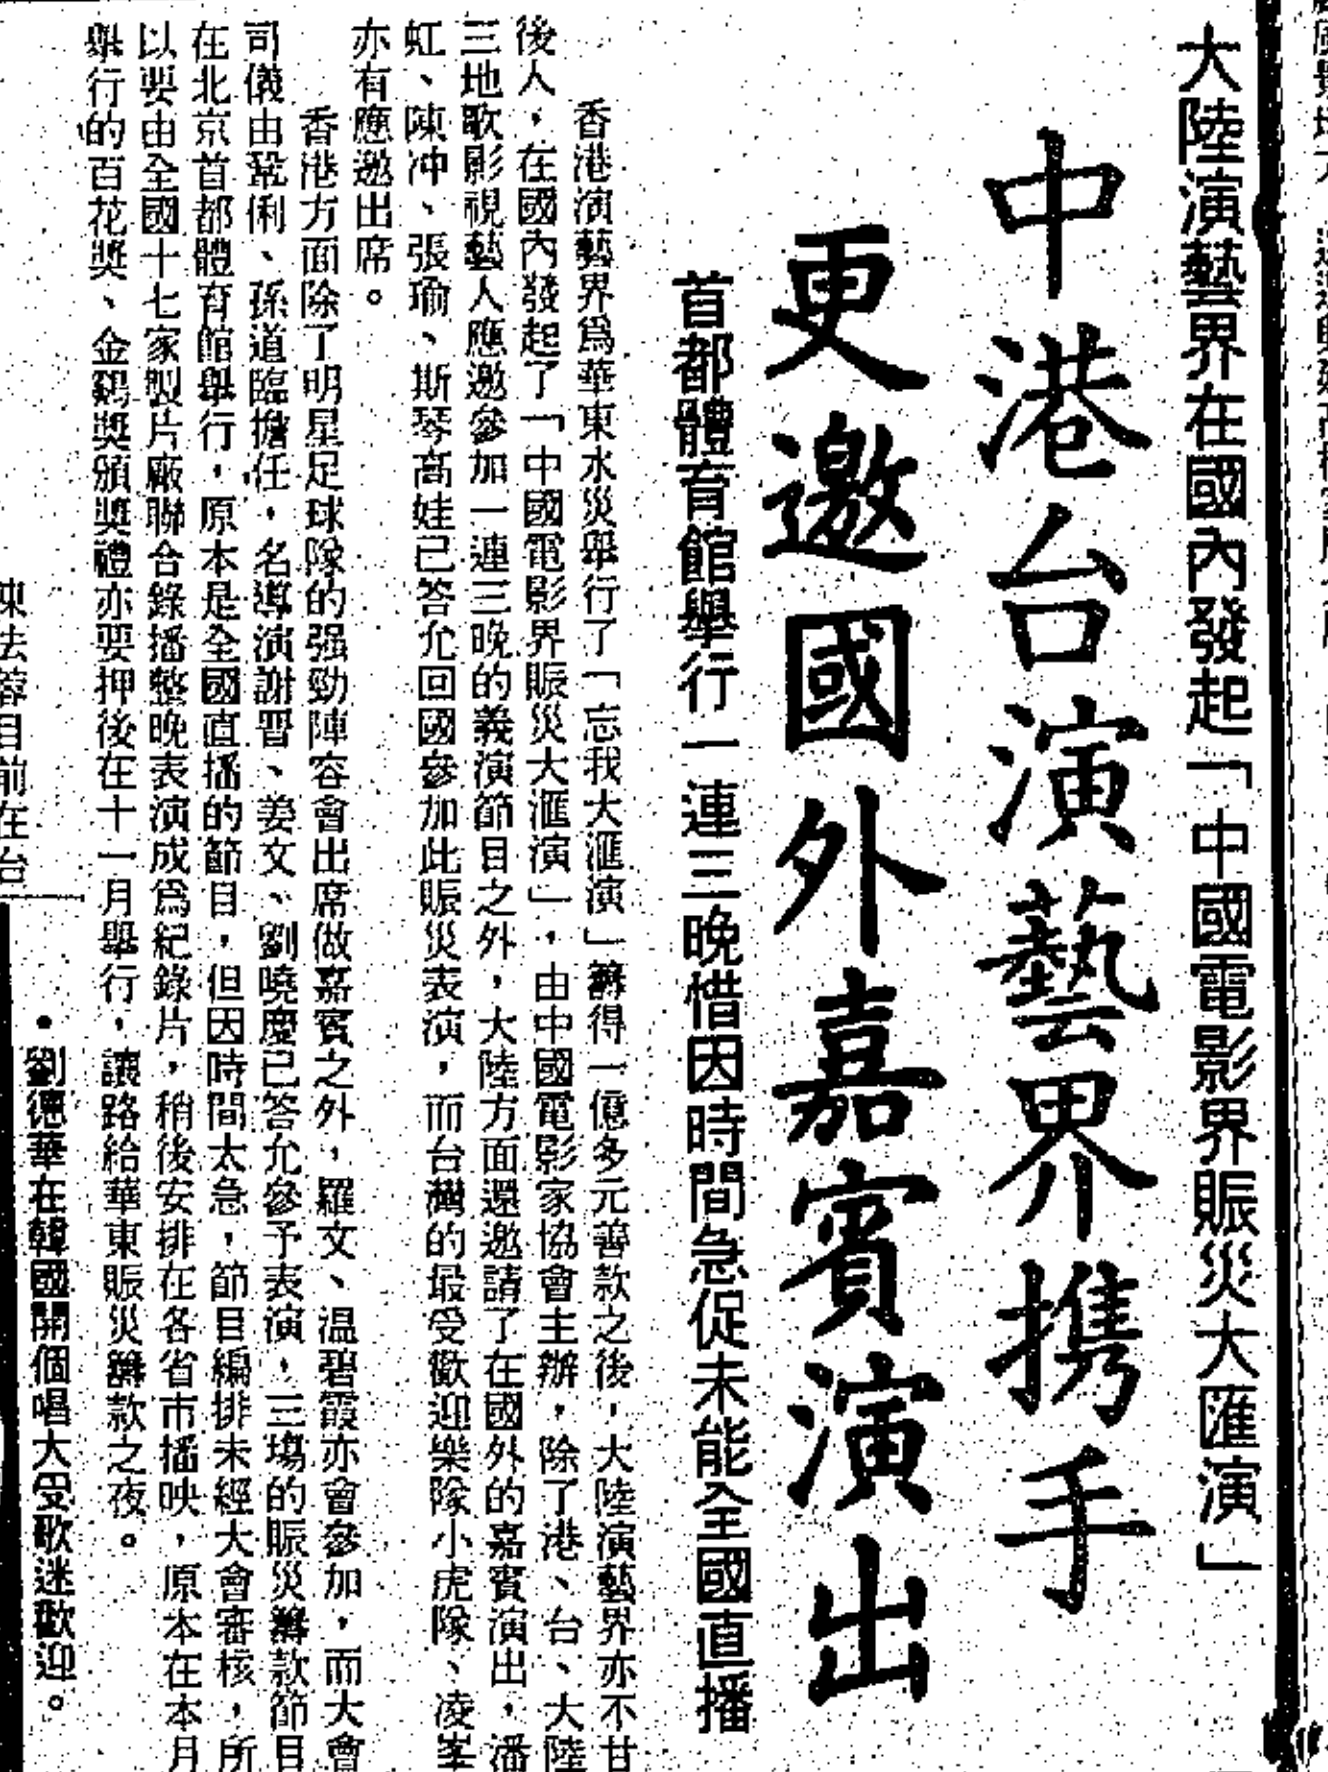 大陸演藝界在國內發起「中國電影界賑災大匯演」
中港台演藝界携手
更邀國外嘉賓演出
首都體育館舉行一連三晚惜因時間急促未能全國直播
香港演藝界爲華東水災舉行了「忘我大滙演」籌得一億多元善款之後，大陸演藝界亦不甘
後人，在國內發起了「中國電影界賑災大滙演」，由中國電影家協會主辦，除了港、台、大陸
三地歌影視藝人應邀參加一連三晚的義演節目之外，大陸方面還邀請了在國外的嘉賓演出，潘
虹、陳冲、張瑜、斯琴高娃已答允回國參加此賑災表演，而台灣的最受歡迎樂隊小虎隊、凌峯
亦有應邀出席。
香港方面除了明星足球隊的强勁陣容會出席做嘉賓之外，羅文、温碧霞亦會參加，而大會
司儀由鞏俐、孫道臨擔任，名導演謝晋、姜文、劉曉慶已答允參予表演，三塲的賑災籌款節目
在北京首都體育館舉行，原本是全國直播的節目，但因時間太急，節目編排未經大會審核，所
以要由全國十七家製片廠聯合錄播整晚表演成爲紀錄片，稍後安排在各省市播映，原本在本月
舉行的百花獎、金鷄獎頒獎禮亦要押後在十一月舉行，讓路給華東賑災籌款之夜。
•劉德華在韓國開個唱大受歌迷歡迎。
陳法蓉目前在台